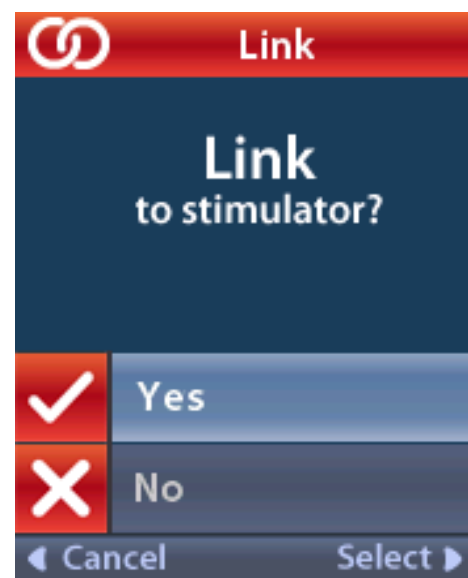 Link
Link
to stimulator?
Yes
No
Cancel Select